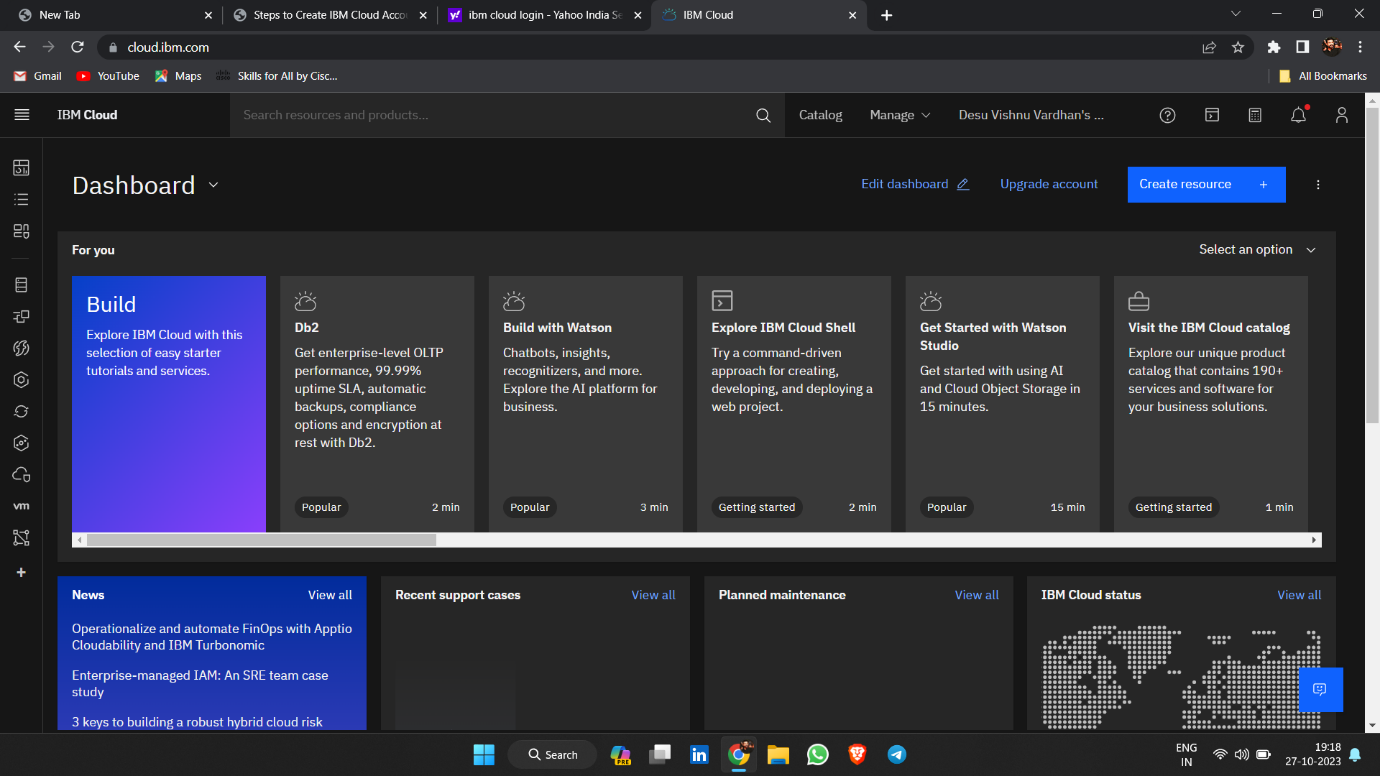 New Tab
Steps to Create IBM Cloud Accou
ibm cloud login - Yahoo India Se
IBM Cloud
cloud.ibm.com
Gmail
YouTube
Maps
Skills for All by Cisc...
All Bookmarks
IBM Cloud
Search resources and products...
Catalog
Manage
Desu Vishnu Vardhan's ...
Dashboard
Edit dashboard
Upgrade account
Create resource +
For you
Select an option
Build
Explore IBM Cloud with this
selection of easy starter
tutorials and services.
Db2
Get enterprise-level OLTP
performance, 99.99%
uptime SLA, automatic
backups, compliance
options and encryption at
rest with Db2.
Popular
2 min
Build with Watson
Chatbots, insights,
recognitizers, and more.
Explore the AI platform for
business.
Popular
3 min
Explore IBM Cloud Shell
Try a command-driven
approach for creating,
developing, and deploying a
web project.
Getting started
2 min
Get Started with Watson
Studio
Get started with using AI
and Cloud Object Storage in
15 minutes.
Popular
15 min
Visit the IBM Cloud catalog
Explore our unique product
catalog that contains 190+
services and software for
your business solutions.
Getting started
1 min
vm
News
View all
Operationalize and automate FinOps with Apptio
Cloudability and IBM Turbonomic
Enterprise-managed IAM: An SRE team case
study
3 keys to building a robust hybrid cloud risk
Recent support cases
View all
Planned maintenance
View all
IBM Cloud status
View all
Search
PRE
ENG
IN
19:18
27-10-2023